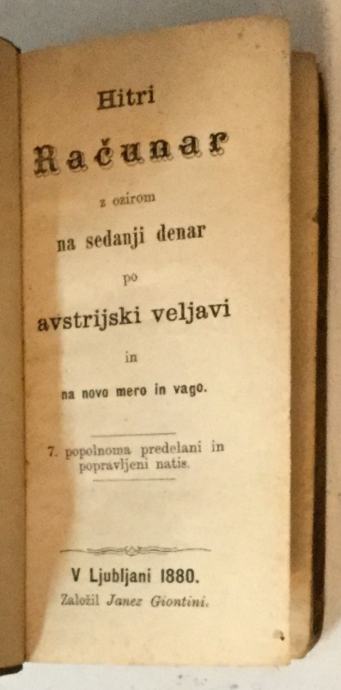 Hitri
Računar
z ozirom
na sedanji denar
po
avstrijski veljavi
in
na novo mero in vago.
7. popolnoma predelani in
popravljeni natis.
V Ljubljani 1880.
Založil Janez Giontini.